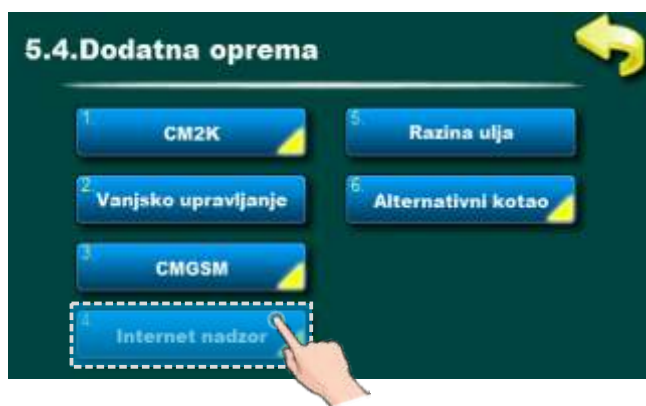 5.4.Dodatna oprema
1. CM2K
2. Vanjsko upravljanje
3. CMGSM
4. Internet nadzor
5. Razina ulja
6. Alternativni kotao